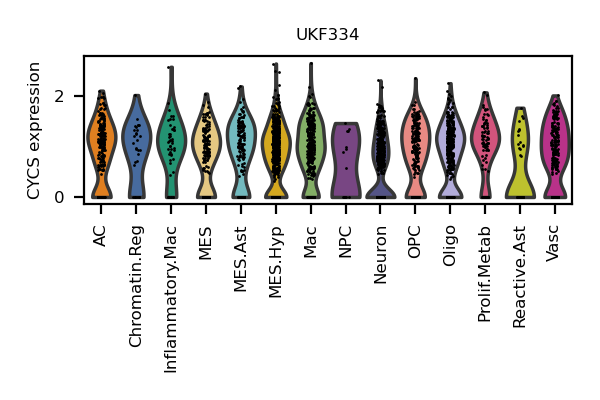 UKF334
CYCS expression
2
0
AC
Chromatin.Reg
Inflammatory.Mac
MES
MES.Ast
MES.Hyp
Mac
NPC
Neuron
OPC
Oligo
Prolif.Metab
Reactive.Ast
Vasc